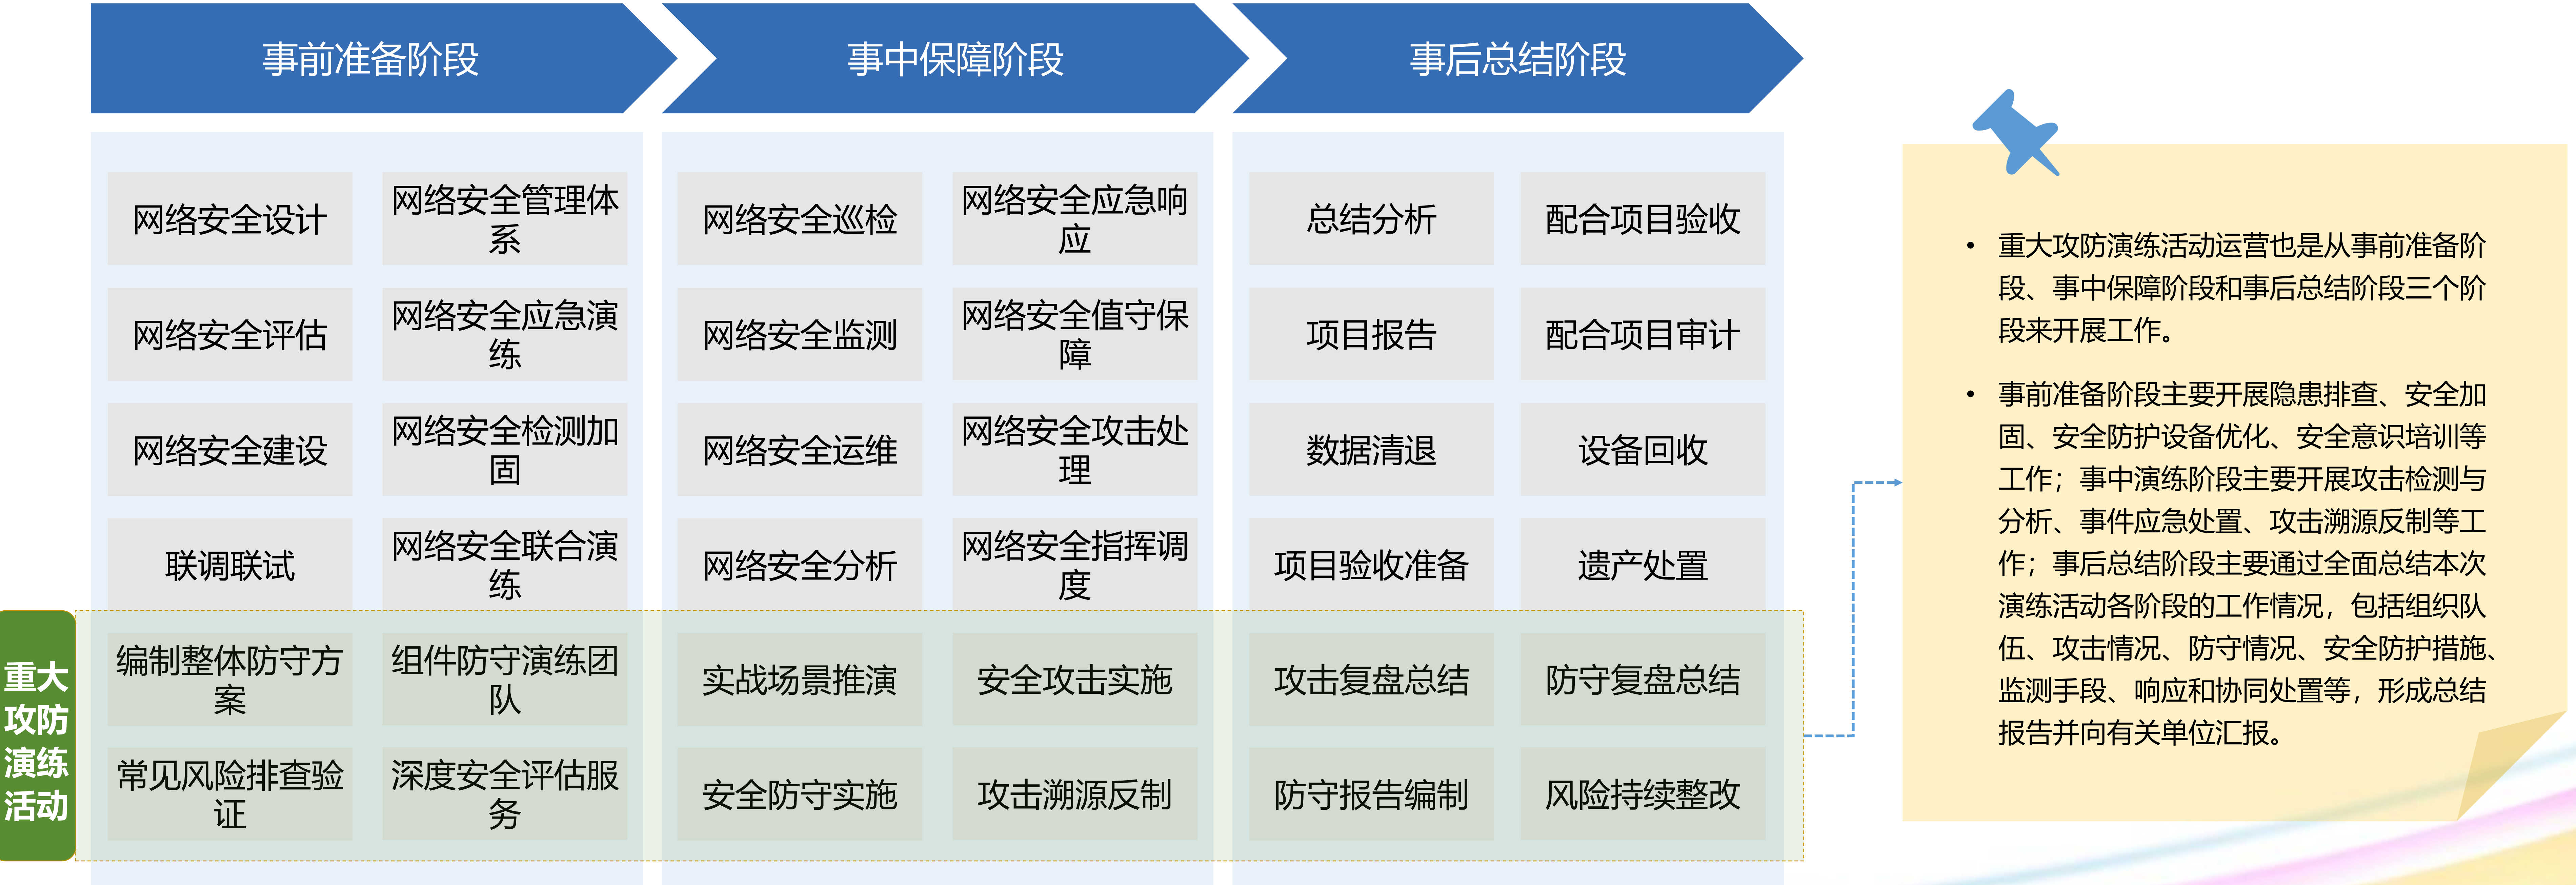 事前准备阶段
事中保障阶段
事后总结阶段
网络安全设计
网络安全管理体
系
网络安全评估
网络安全应急演
练
网络安全建设
网络安全检测加
固
联调联试
网络安全联合演
练
编制整体防守方
案
组件防守演练团
队
常见风险排查验
证
深度安全评估服
务
网络安全巡检
网络安全应急响
应
网络安全监测
网络安全值守保
障
网络安全运维
网络安全攻击处
理
网络安全分析
网络安全指挥调
度
实战场景推演
安全攻击实施
安全防守实施
攻击溯源反制
总结分析
配合项目验收
项目报告
配合项目审计
数据清退
设备回收
项目验收准备
遗产处置
攻击复盘总结
防守复盘总结
防守报告编制
风险持续整改
重大
攻防
演练
活动
• 重大攻防演练活动运营也是从事前准备阶
段、事中保障阶段和事后总结阶段三个阶
段来开展工作。
• 事前准备阶段主要开展隐患排查、安全加
固、安全防护设备优化、安全意识培训等
工作；事中演练阶段主要开展攻击检测与
分析、事件应急处置、攻击溯源反制等工
作；事后总结阶段主要通过全面总结本次
演练活动各阶段的工作情况，包括组织队
伍、攻击情况、防守情况、安全防护措施、
监测手段、响应和协同处置等，形成总结
报告并向有关单位汇报。